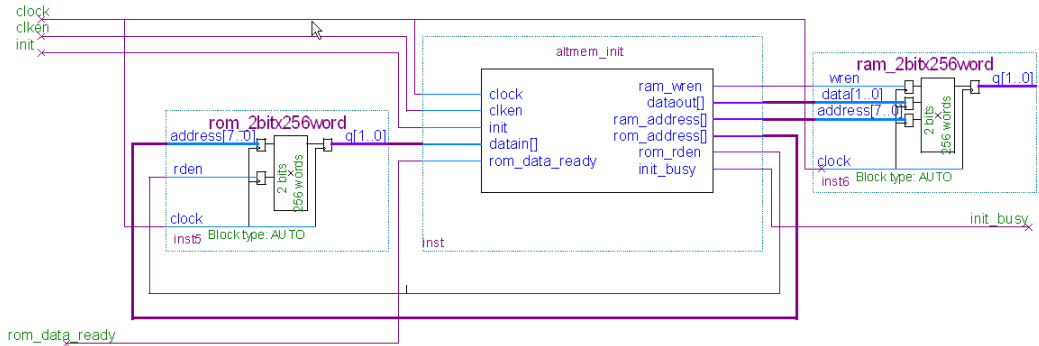 clock
clken
init
rom_2bitx256word
address[7..0]
q[1..0]
rden
2 bits
256 words
clock
inst5
Block type: AUTO
altmem_init
clock
clken
init
datain[]
rom_data_ready
ram_wren
dataout[]
ram_address[]
rom_address[]
rom_rden
init_busy
inst
ram_2bitx256word
wren
data[1..0]
address[7..0]
q[1..0]
2 bits
256 words
clock
inst6
Block type: AUTO
init_busy
rom_data_ready